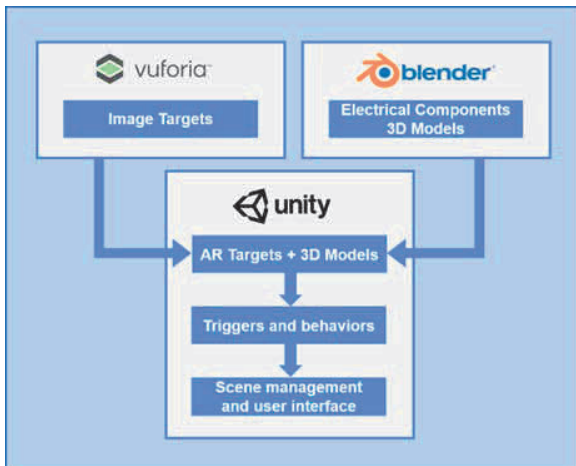 vuforia™
Image Targets
blender®
Electrical Components
3D Models
unity
AR Targets + 3D Models
Triggers and behaviors
Scene management
and user interface